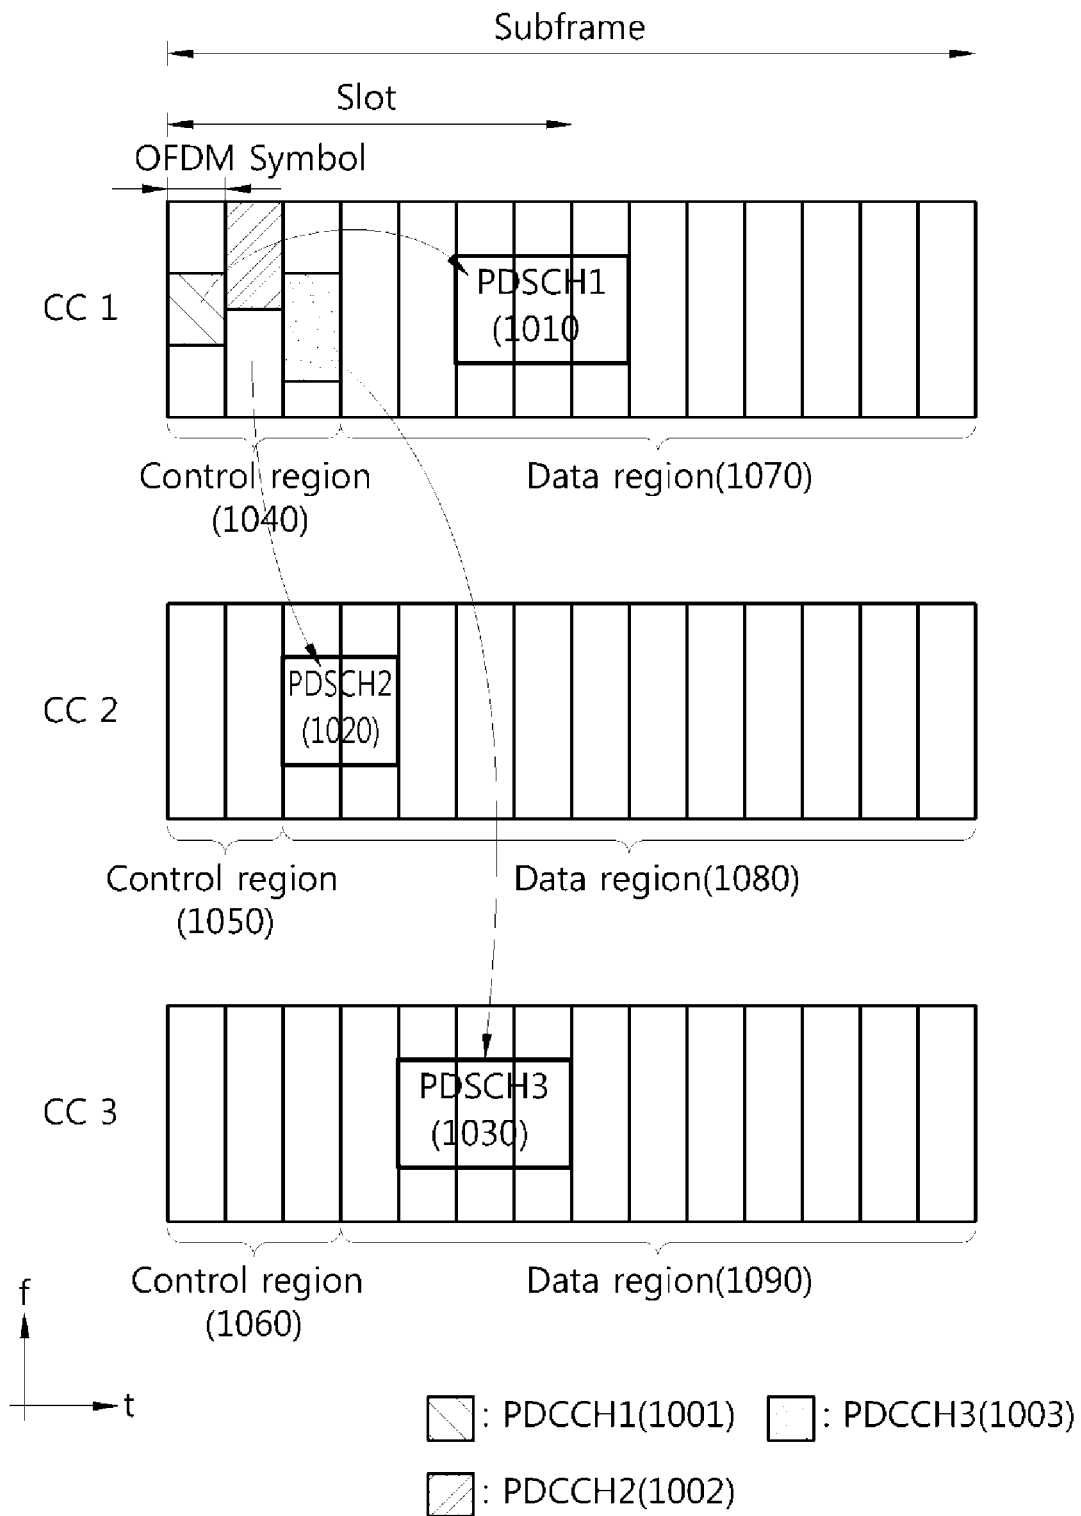 Subframe
Slot
OFDM Symbol
CC 1
PDSCH1
(1010
Control region
(1040)
Data region(1070)
CC 2
PDSCH2
(1020)
Control region
(1050)
Data region(1080)
CC 3
PDSCH3
(1030)
Control region
(1060)
Data region(1090)
f
t
: PDCCH1(1001)
: PDCCH3(1003)
: PDCCH2(1002)